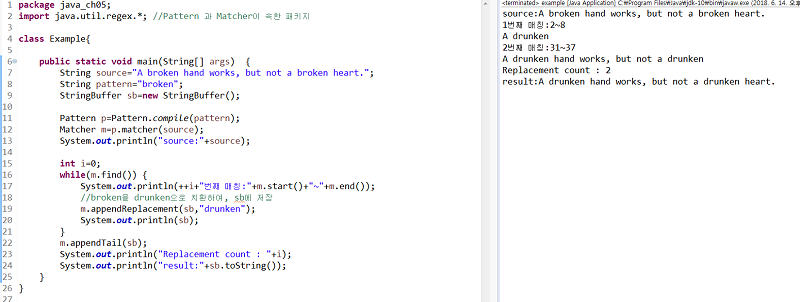 1 package java_ch05;
2 import java.util.regex.*; //Pattern 과 Matcher이 속한 패키지
3
4 class Example{
5
6 public static void main(String[] args)  {
7 String source="A broken hand works, but not a broken heart.";
8 String pattern="broken";
9 StringBuffer sb=new StringBuffer();
10
11 Pattern p=Pattern.compile(pattern);
12 Matcher m=p.matcher(source);
13 System.out.println("source:"+source);
14
15 int i=0;
16 while(m.find()) {
17 System.out.println(++i+"번째 매칭:"+m.start()+"~"+m.end());
18 //broken을 drunken으로 치환하여, sb에 저장
19 m.appendReplacement(sb,"drunken");
20 System.out.println(sb);
21 }
22 m.appendTail(sb);
23 System.out.println("Replacement count : "+i);
24 System.out.println("result:"+sb.toString());
25 }
26 }
27
<terminated> example [Java Application] C:₩Program Files₩Java₩jdk-10₩bin₩javaw.exe (2018. 6. 14. 오후
source:A broken hand works, but not a broken heart.
1번째 매칭:2~8
A drunken
2번째 매칭:31~37
A drunken hand works, but not a drunken
Replacement count : 2
result:A drunken hand works, but not a drunken heart.